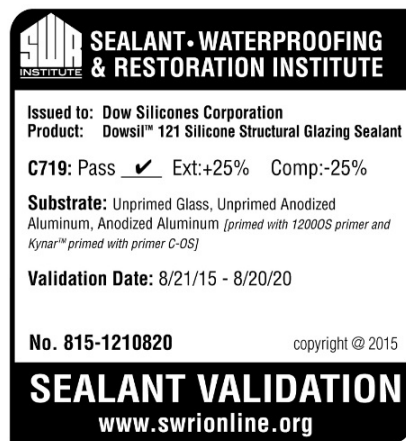 SWR
INSTITUTE
SEALANT • WATERPROOFING
& RESTORATION INSTITUTE
Issued to: Dow Silicones Corporation
Product: Dowsil™ 121 Silicone Structural Glazing Sealant
C719: Pass ✔ Ext:+25% Comp:-25%
Substrate: Unprimed Glass, Unprimed Anodized
Aluminum, Anodized Aluminum [primed with 1200OS primer and
Kynar™ primed with primer C-OS]
Validation Date: 8/21/15 - 8/20/20
No. 815-1210820 copyright @ 2015
SEALANT VALIDATION
www.swrionline.org